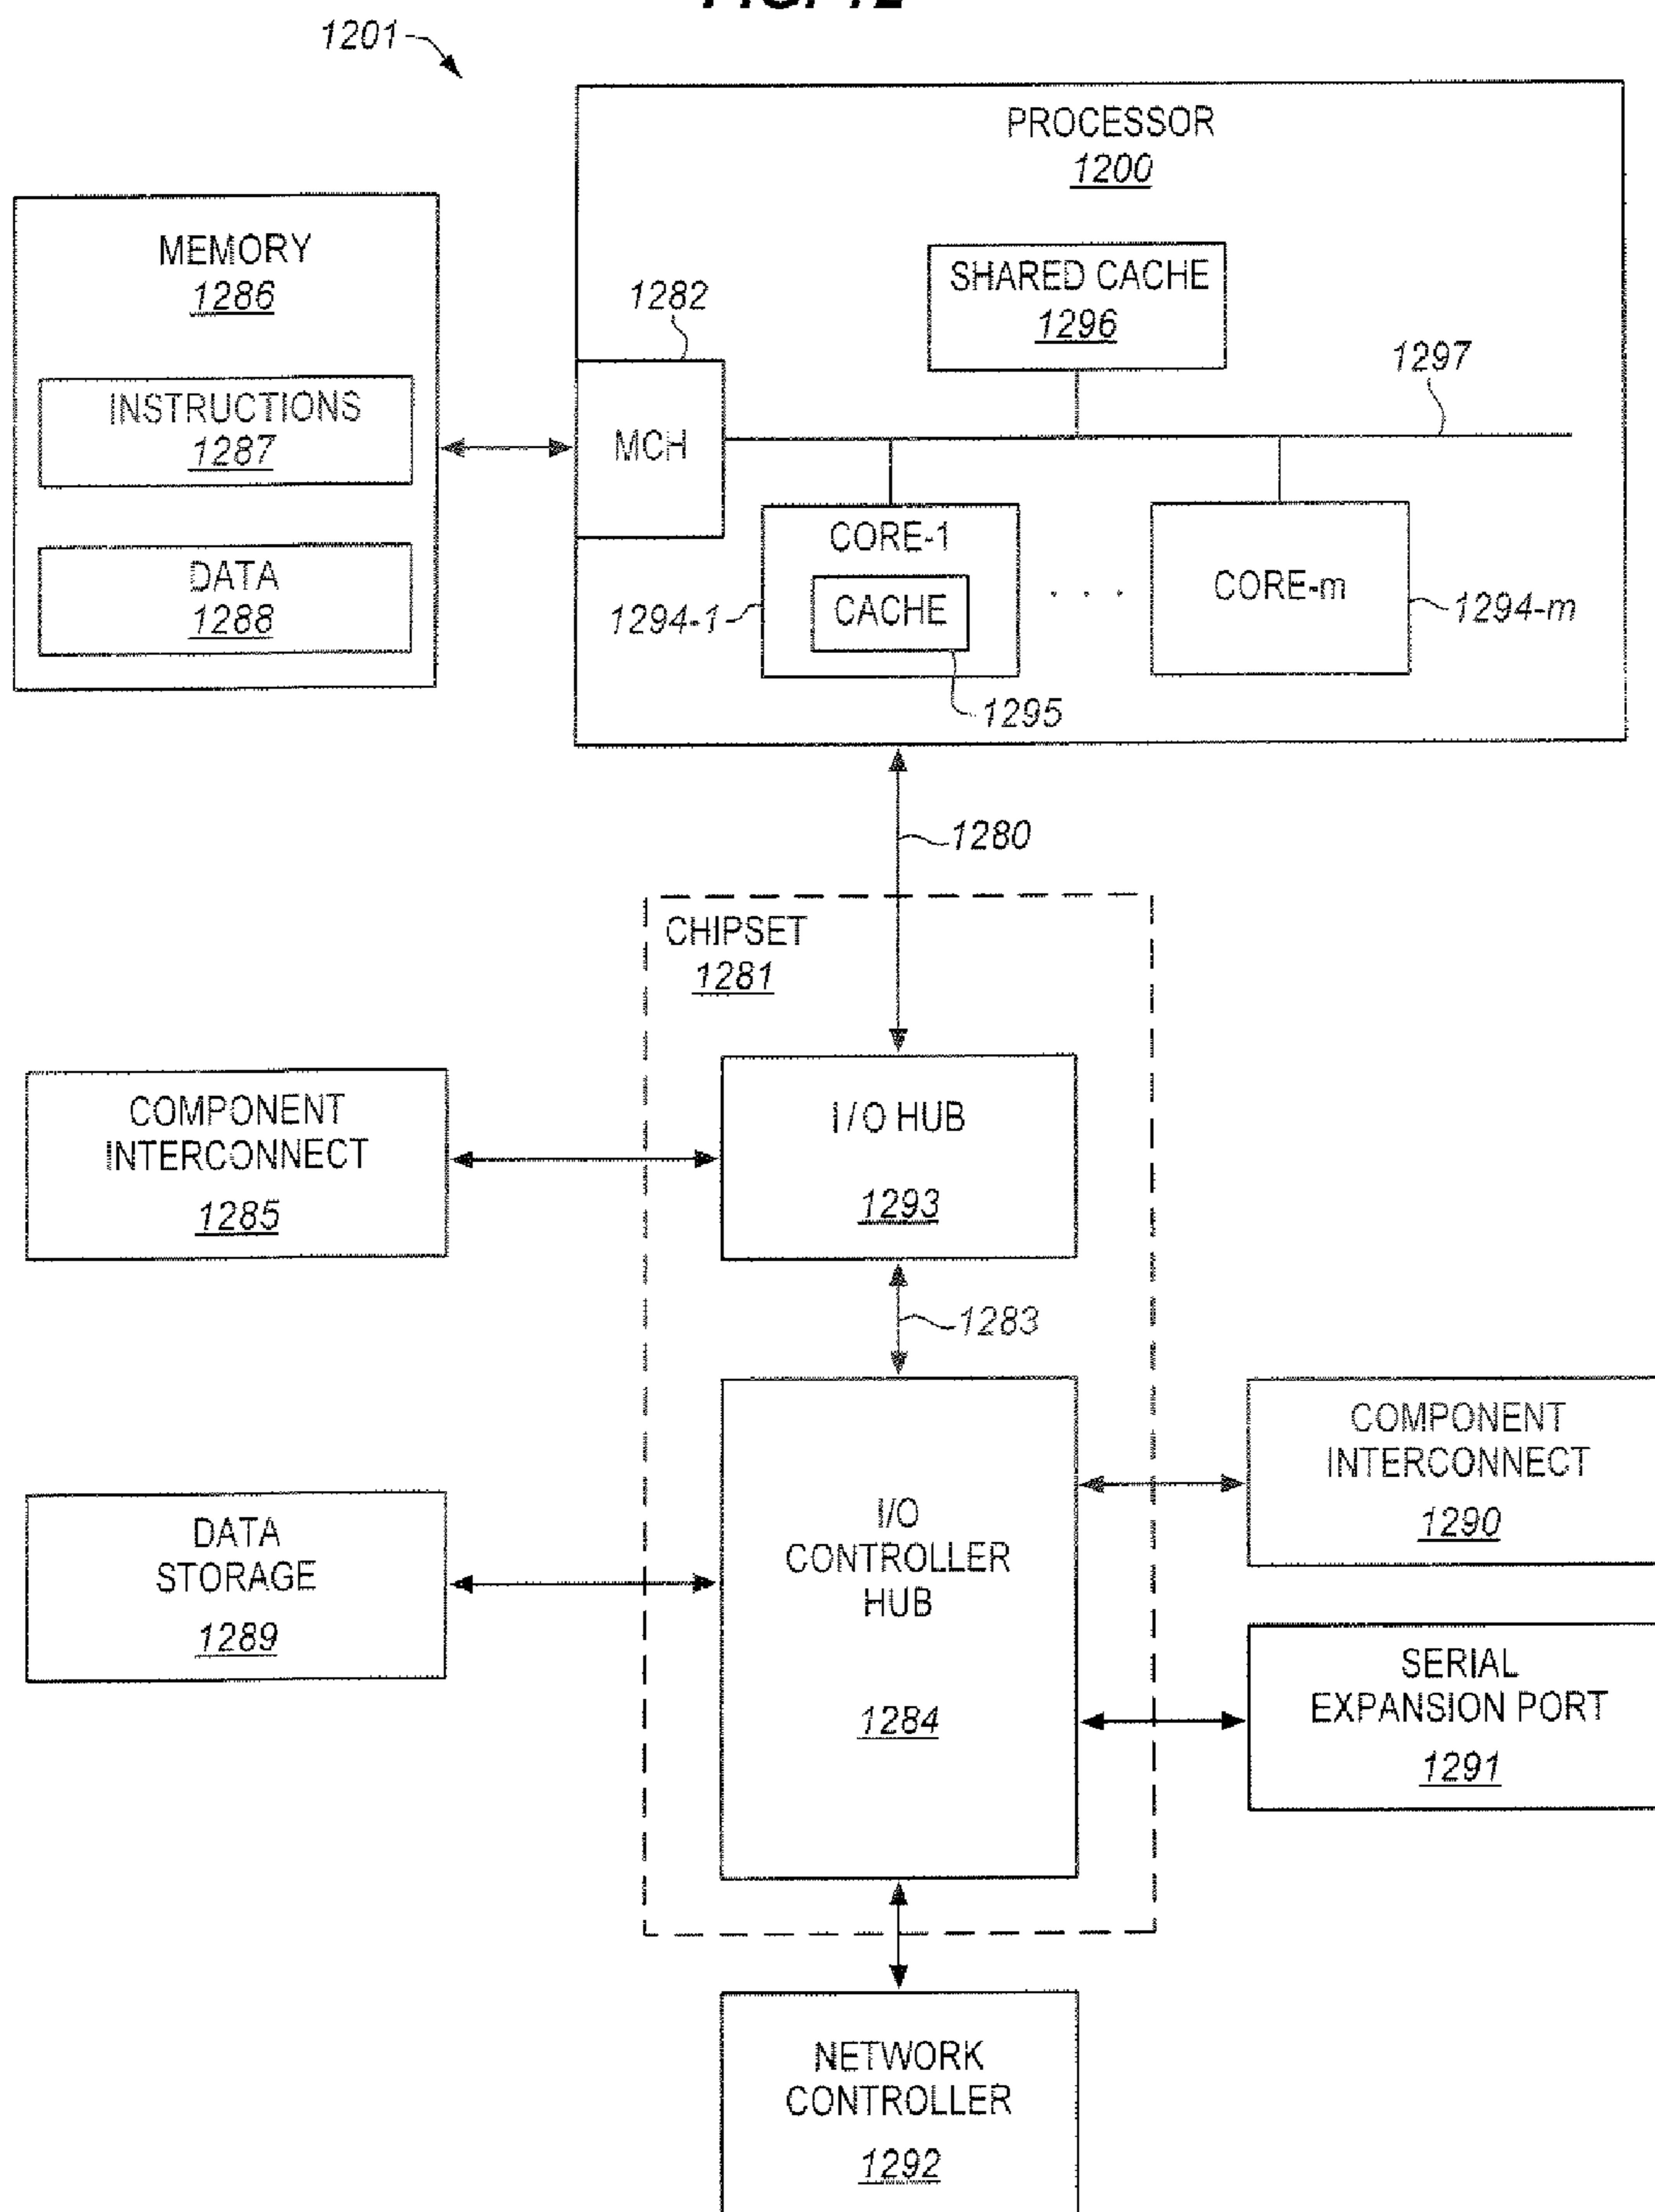 1201
PROCESSOR
1200
MEMORY
1286
INSTRUCTIONS
1287
DATA
1288
1282
MCH
SHARED CACHE
1296
1297
CORE-1
CACHE
1294-1
1295
. . .
CORE-m
1294-m
1280
CHIPSET
1281
I/O HUB
1293
COMPONENT
INTERCONNECT
1285
1283
I/O
CONTROLLER
HUB
1284
DATA
STORAGE
1289
COMPONENT
INTERCONNECT
1290
SERIAL
EXPANSION PORT
1291
NETWORK
CONTROLLER
1292